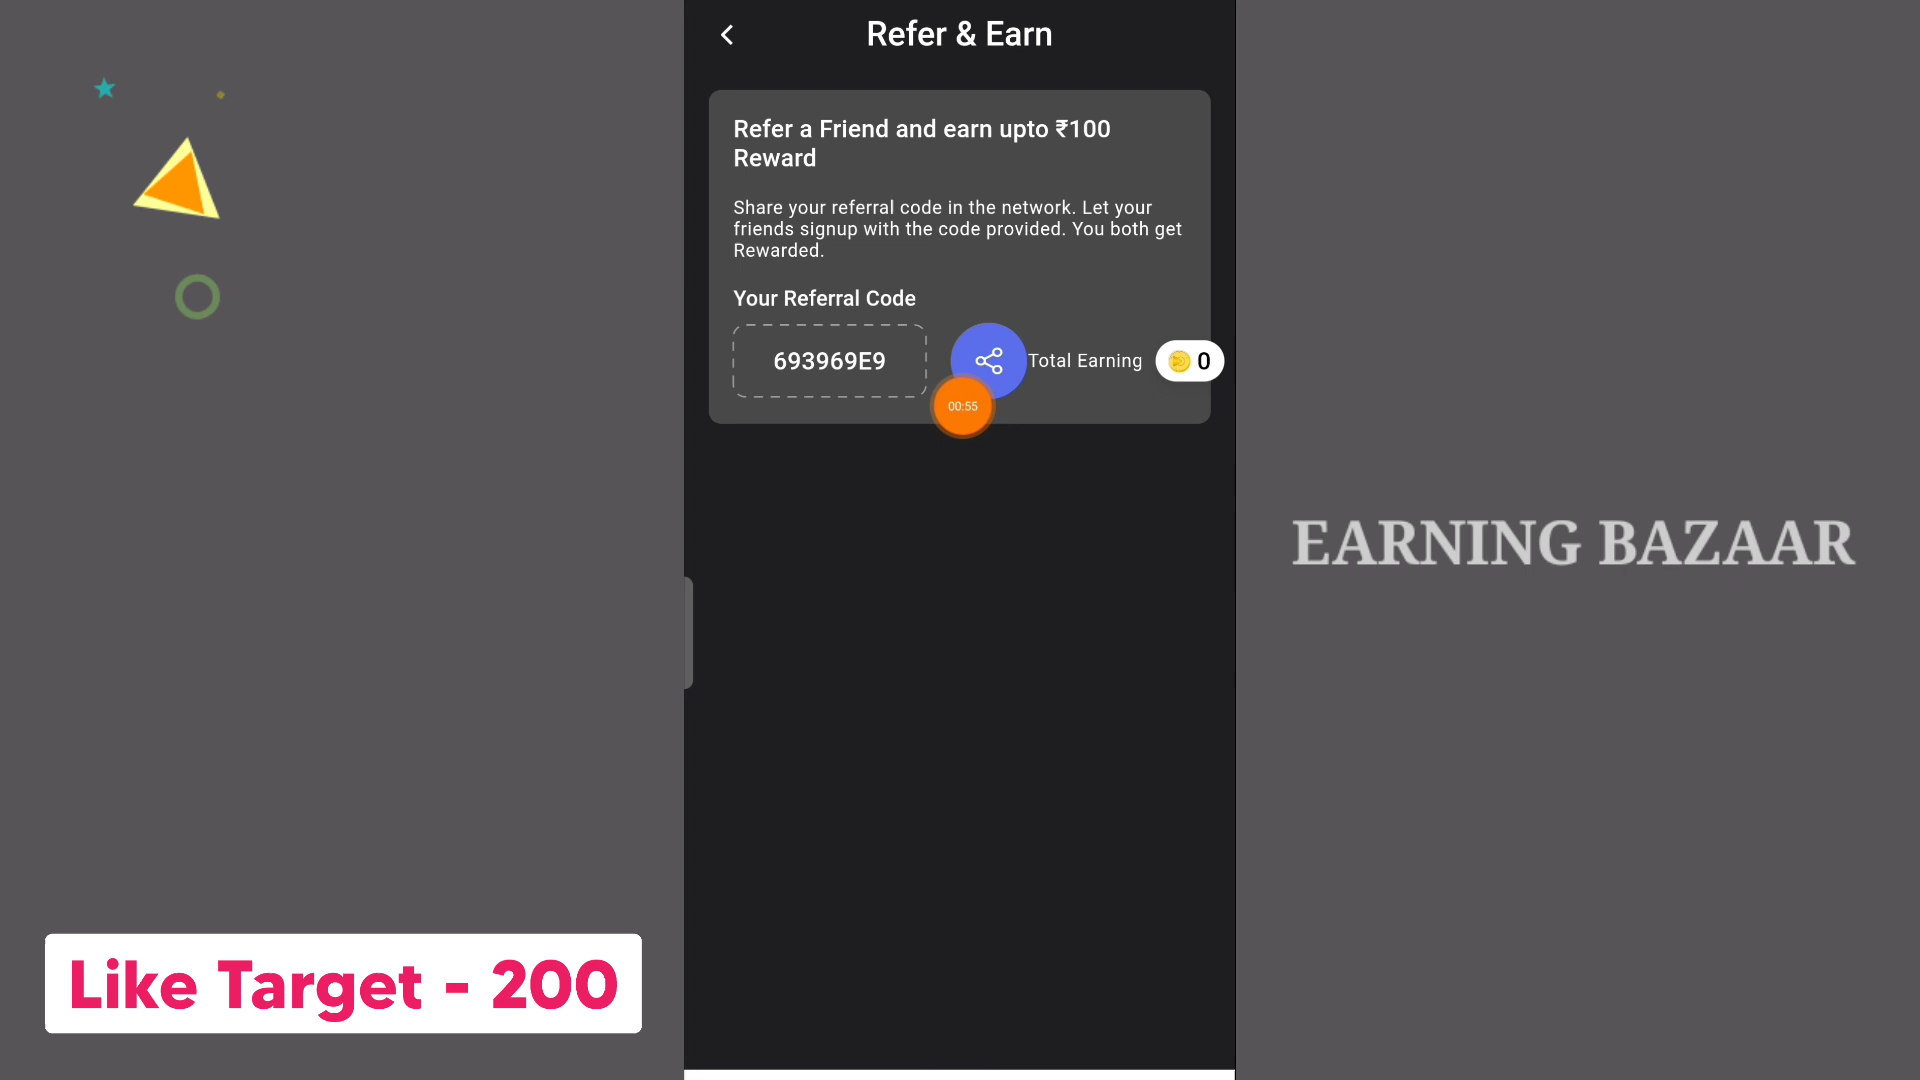 Refer & Earn
Refer a Friend and earn upto ₹100
Reward
Share your referral code in the network. Let your
friends signup with the code provided. You both get
Rewarded.
Your Referral Code
693969E9
Total Earning
0
00:55
EARNING BAZAAR
Like Target - 200